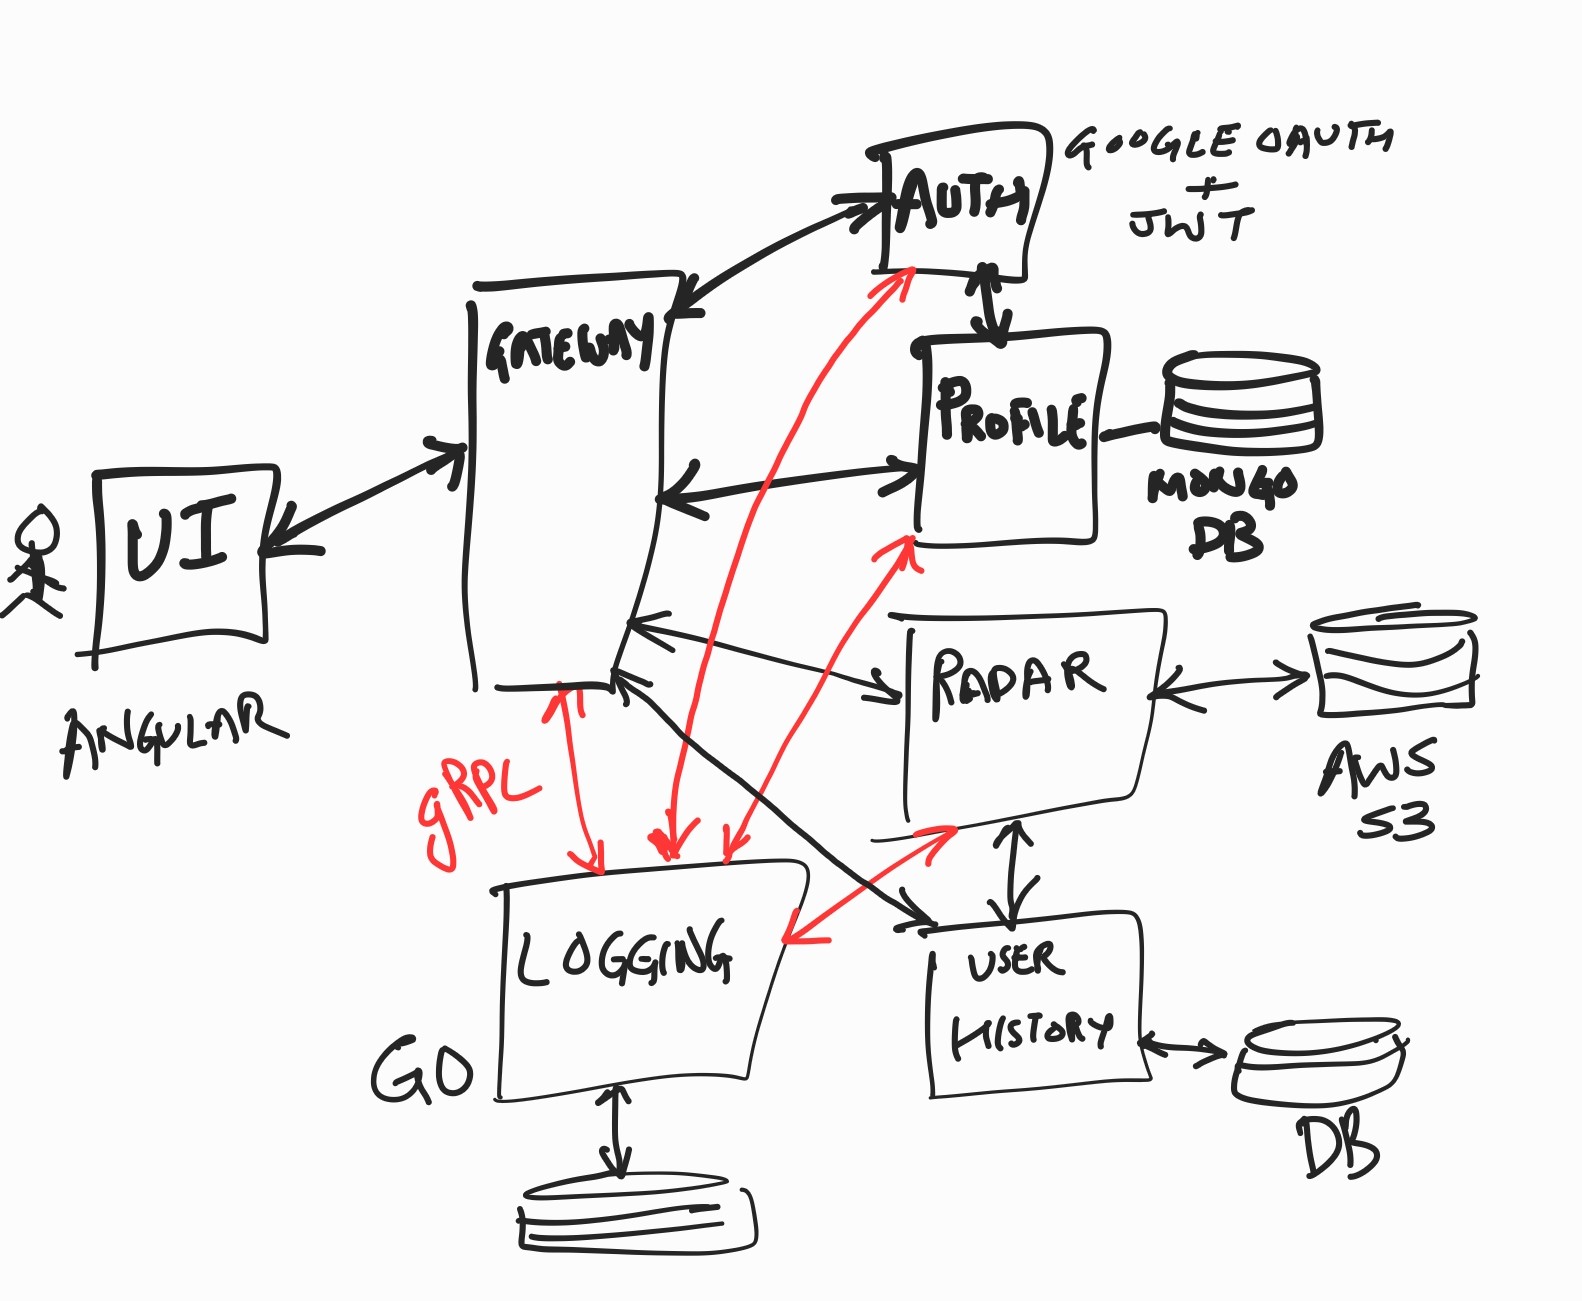 AUTH
GOOGLE OAUTH
+
JWT
GATEWAY
PROFILE
MONGO
DB
UI
ANGULAR
RADAR
AWS
S3
gRPC
LOGGING
GO
USER
HISTORY
DB